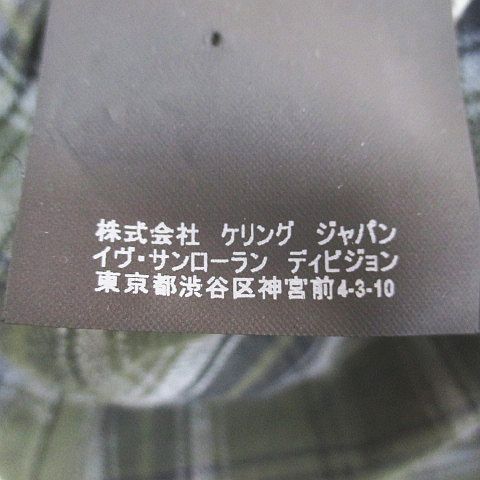 株式会社 ケリング ジャパン
イヴ・サンローラン ディビジョン
東京都渋谷区神宮前4-3-10